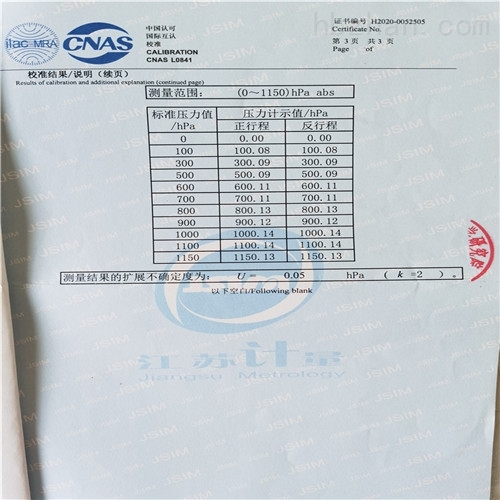 ilac-MRA
CNAS
中国认可
国际互认
校准
CALIBRATION
CNAS L0841
证书编号 H2020-0052505
Certificate No.
第 3 页 共 3 页
Page of
校准结果/说明（续页）
Results of calibration and additional explanation (continued page)
测量范围: (0～1150)hPa abs
标准压力值/hPa 压力计示值/hPa
正行程 反行程
0 0.00 0.00
100 100.08 100.08
300 300.09 300.09
500 500.09 500.09
600 600.11 600.11
700 700.11 700.11
800 800.13 800.13
900 900.12 900.12
1000 1000.14 1000.14
1100 1100.14 1100.14
1150 1150.13 1150.13
测量结果的扩展不确定度为: U= 0.05 hPa （k=2）。
以下空白/Following blank
江苏计量
Jiangsu Metrology
JSIM